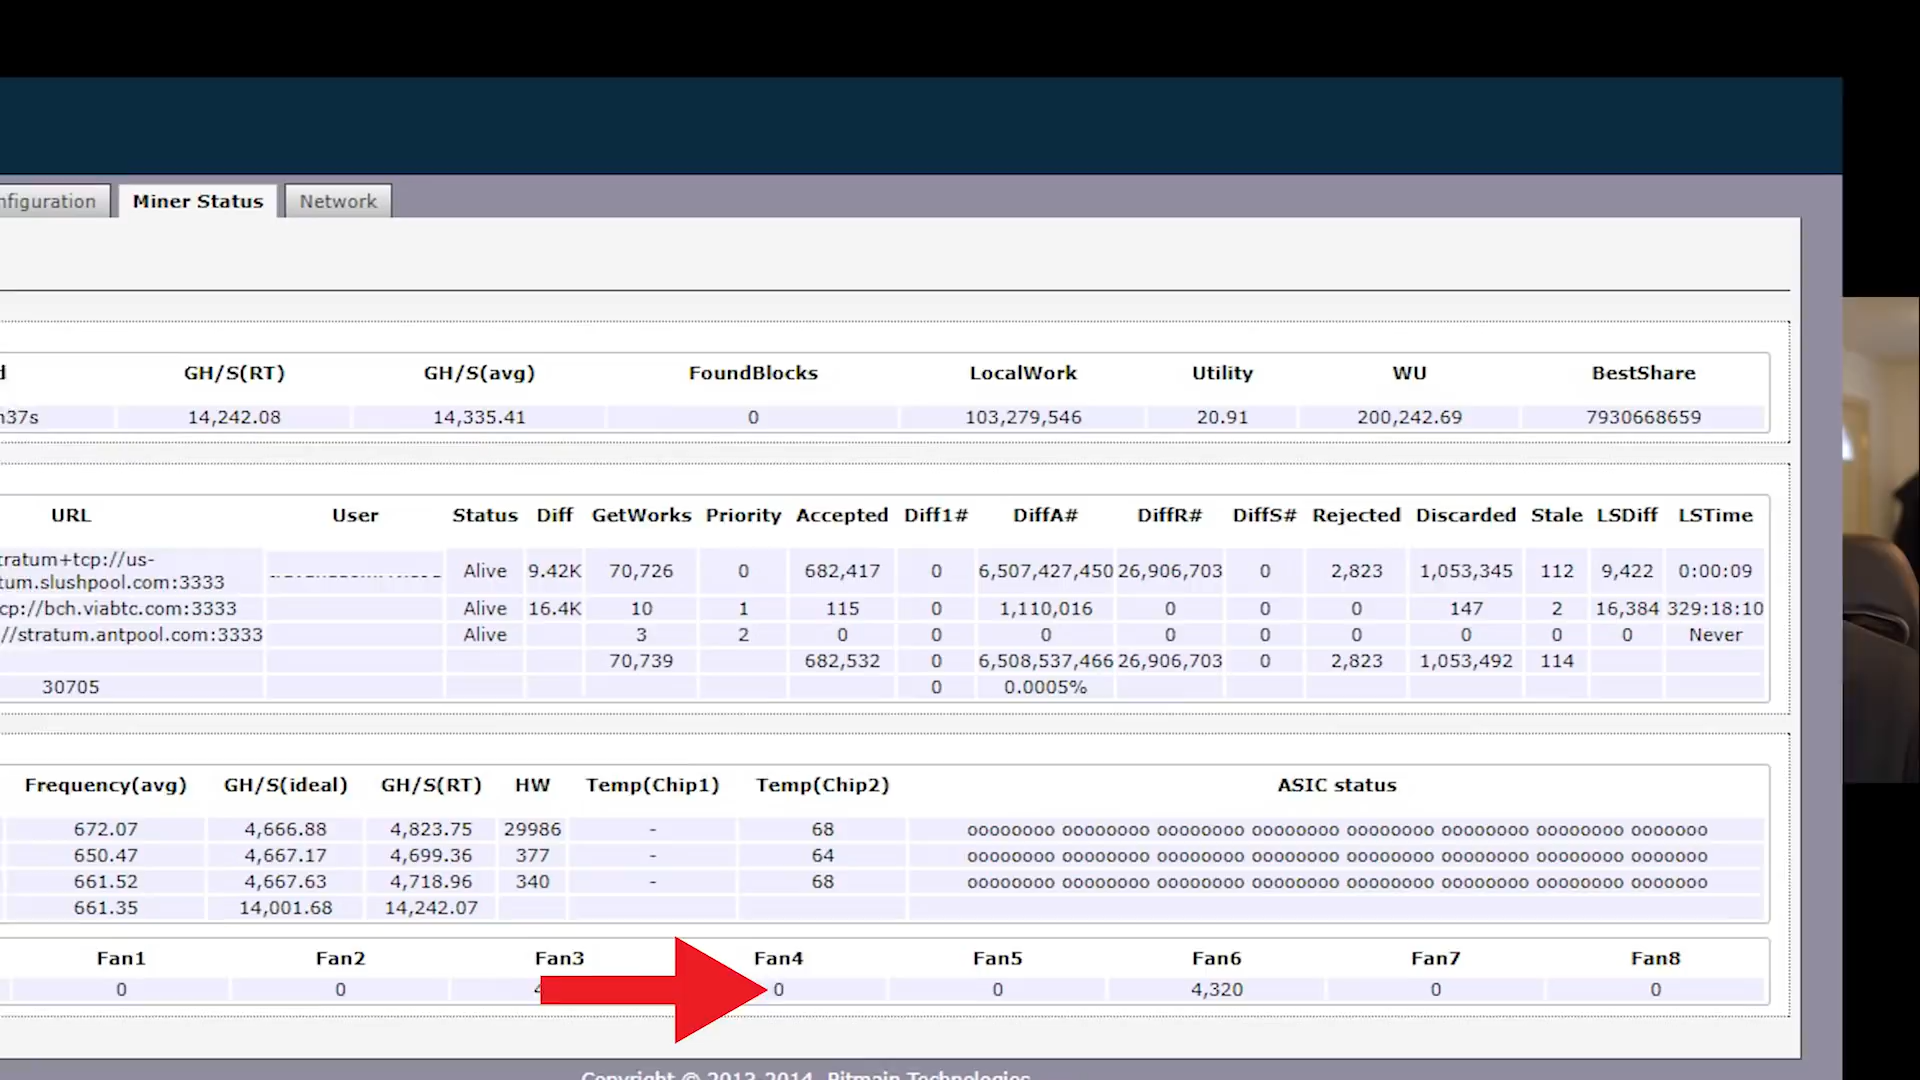 nfiguration Miner Status Network
d GH/S(RT) GH/S(avg) FoundBlocks LocalWork Utility WU BestShare
n37s 14,242.08 14,335.41 0 103,279,546 20.91 200,242.69 7930668659
URL User Status Diff GetWorks Priority Accepted Diff1# DiffA# DiffR# DiffS# Rejected Discarded Stale LSDiff LSTime
tratum+tcp://us-
tum.slushpool.com:3333 Alive 9.42K 70,726 0 682,417 0 6,507,427,450 26,906,703 0 2,823 1,053,345 112 9,422 0:00:09
cp://bch.viabtc.com:3333 Alive 16.4K 10 1 115 0 1,110,016 0 0 0 147 2 16,384 329:18:10
//stratum.antpool.com:3333 Alive 3 2 0 0 0 0 0 0 0 0 0 Never
70,739 682,532 0 6,508,537,466 26,906,703 0 2,823 1,053,492 114
30705 0 0.0005%
Frequency(avg) GH/S(ideal) GH/S(RT) HW Temp(Chip1) Temp(Chip2) ASIC status
672.07 4,666.88 4,823.75 29986 - 68 oooooooo oooooooo oooooooo oooooooo oooooooo oooooooo oooooooo ooooooo
650.47 4,667.17 4,699.36 377 - 64 oooooooo oooooooo oooooooo oooooooo oooooooo oooooooo oooooooo ooooooo
661.52 4,667.63 4,718.96 340 - 68 oooooooo oooooooo oooooooo oooooooo oooooooo oooooooo oooooooo ooooooo
661.35 14,001.68 14,242.07
Fan1 Fan2 Fan3 Fan4 Fan5 Fan6 Fan7 Fan8
0 0 0 0 4,320 0 0
Copyright © 2013-2014, Bitmain Technologies